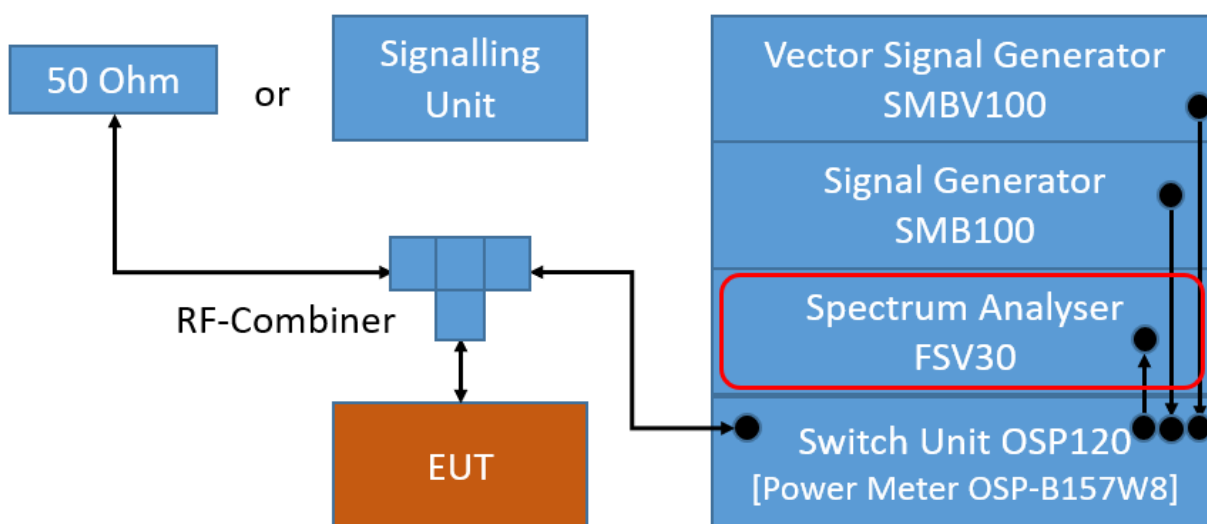 50 Ohm
or
Signalling
Unit
Vector Signal Generator
SMBV100
Signal Generator
SMB100
Spectrum Analyser
FSV30
RF-Combiner
EUT
Switch Unit OSP120
[Power Meter OSP-B157W8]